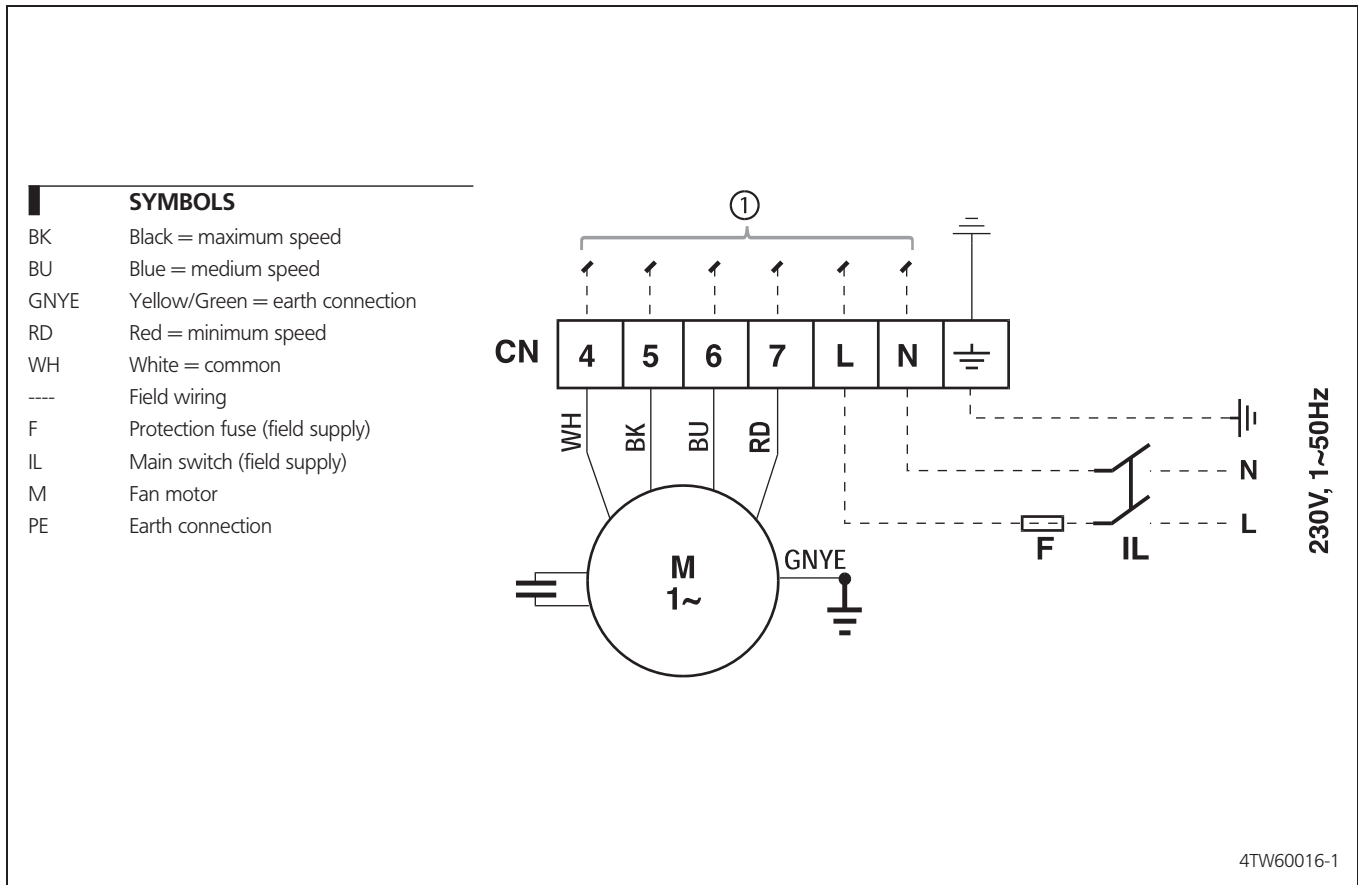 SYMBOLS
BK Black = maximum speed
BU Blue = medium speed
GNYE Yellow/Green = earth connection
RD Red = minimum speed
WH White = common
---- Field wiring
F Protection fuse (field supply)
IL Main switch (field supply)
M Fan motor
PE Earth connection
①
CN 4 5 6 7 L N
WH BK BU RD
N
L
F IL
230V, 1~50Hz
M
1~
GNYE
4TW60016-1